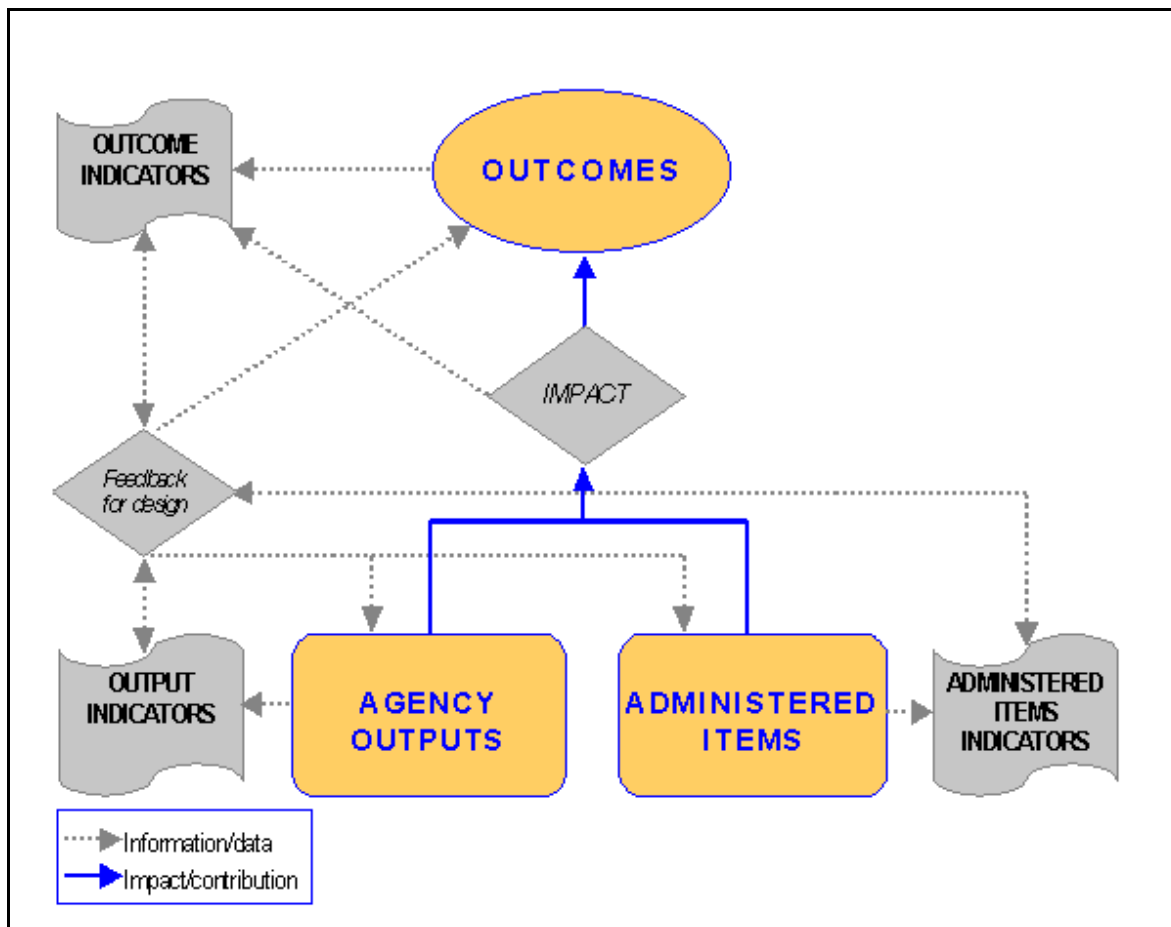 OUTCOME
INDICATORS
OUTCOMES
IMPACT
Feedback
for design
OUTPUT
INDICATORS
AGENCY
OUTPUTS
ADMINISTERED
ITEMS
ADMINISTERED
ITEMS
INDICATORS
Information/data
Impact/contribution